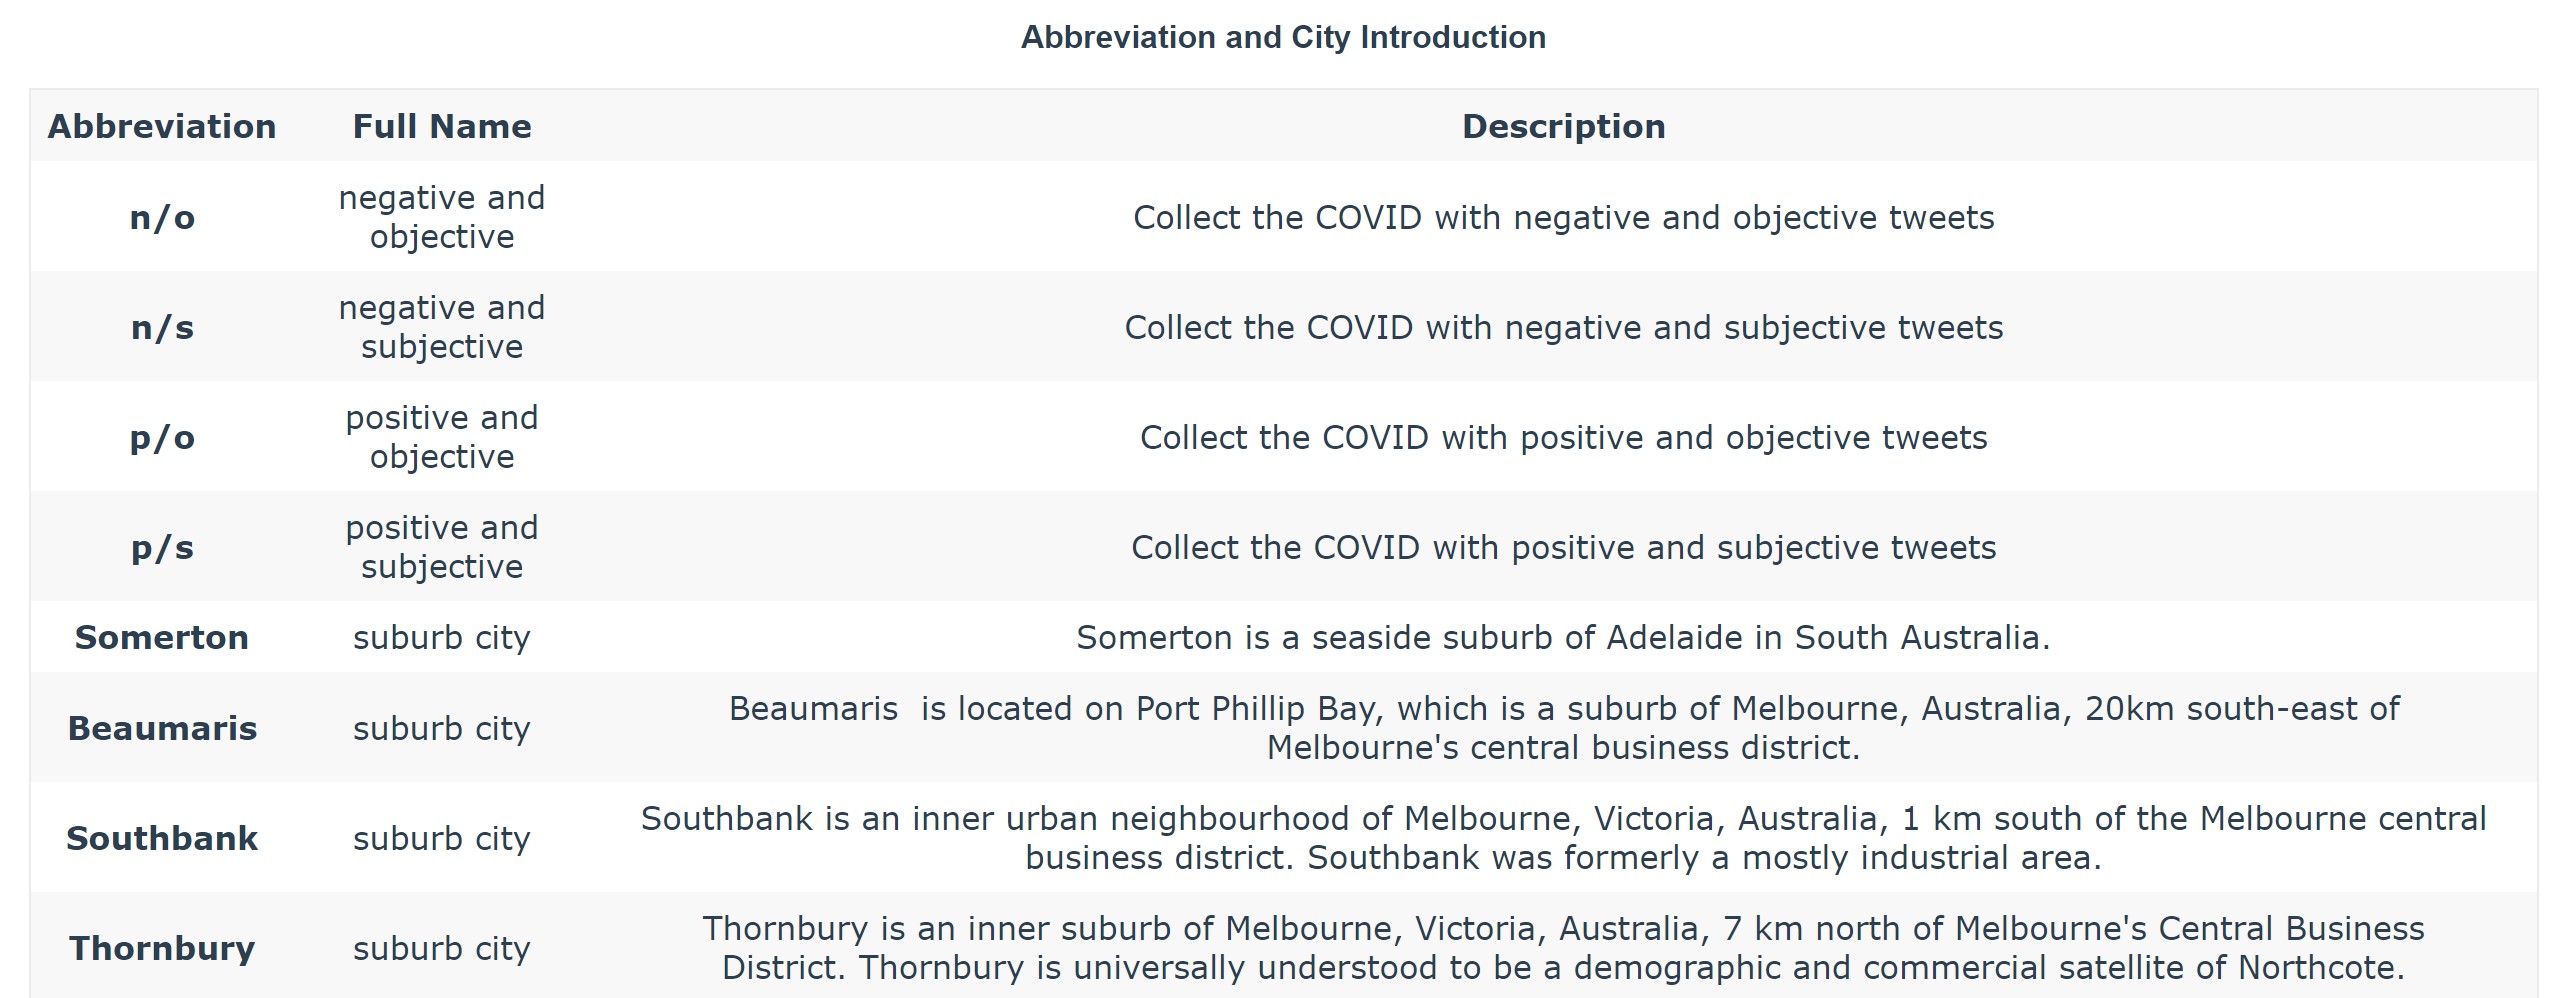 Abbreviation and City Introduction
Abbreviation Full Name Description
n/o negative and objective Collect the COVID with negative and objective tweets
n/s negative and subjective Collect the COVID with negative and subjective tweets
p/o positive and objective Collect the COVID with positive and objective tweets
p/s positive and subjective Collect the COVID with positive and subjective tweets
Somerton suburb city Somerton is a seaside suburb of Adelaide in South Australia.
Beaumaris suburb city Beaumaris  is located on Port Phillip Bay, which is a suburb of Melbourne, Australia, 20km south-east of
Melbourne's central business district.
Southbank suburb city Southbank is an inner urban neighbourhood of Melbourne, Victoria, Australia, 1 km south of the Melbourne central
business district. Southbank was formerly a mostly industrial area.
Thornbury suburb city Thornbury is an inner suburb of Melbourne, Victoria, Australia, 7 km north of Melbourne's Central Business
District. Thornbury is universally understood to be a demographic and commercial satellite of Northcote.